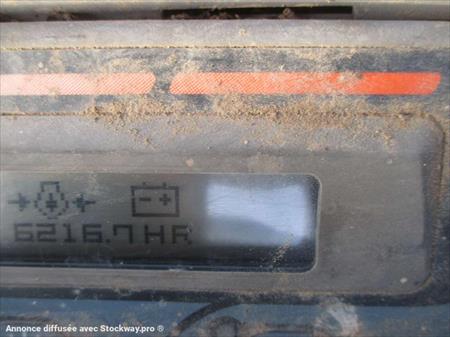 6216.7HR
Annonce diffusée avec Stockway.pro ®